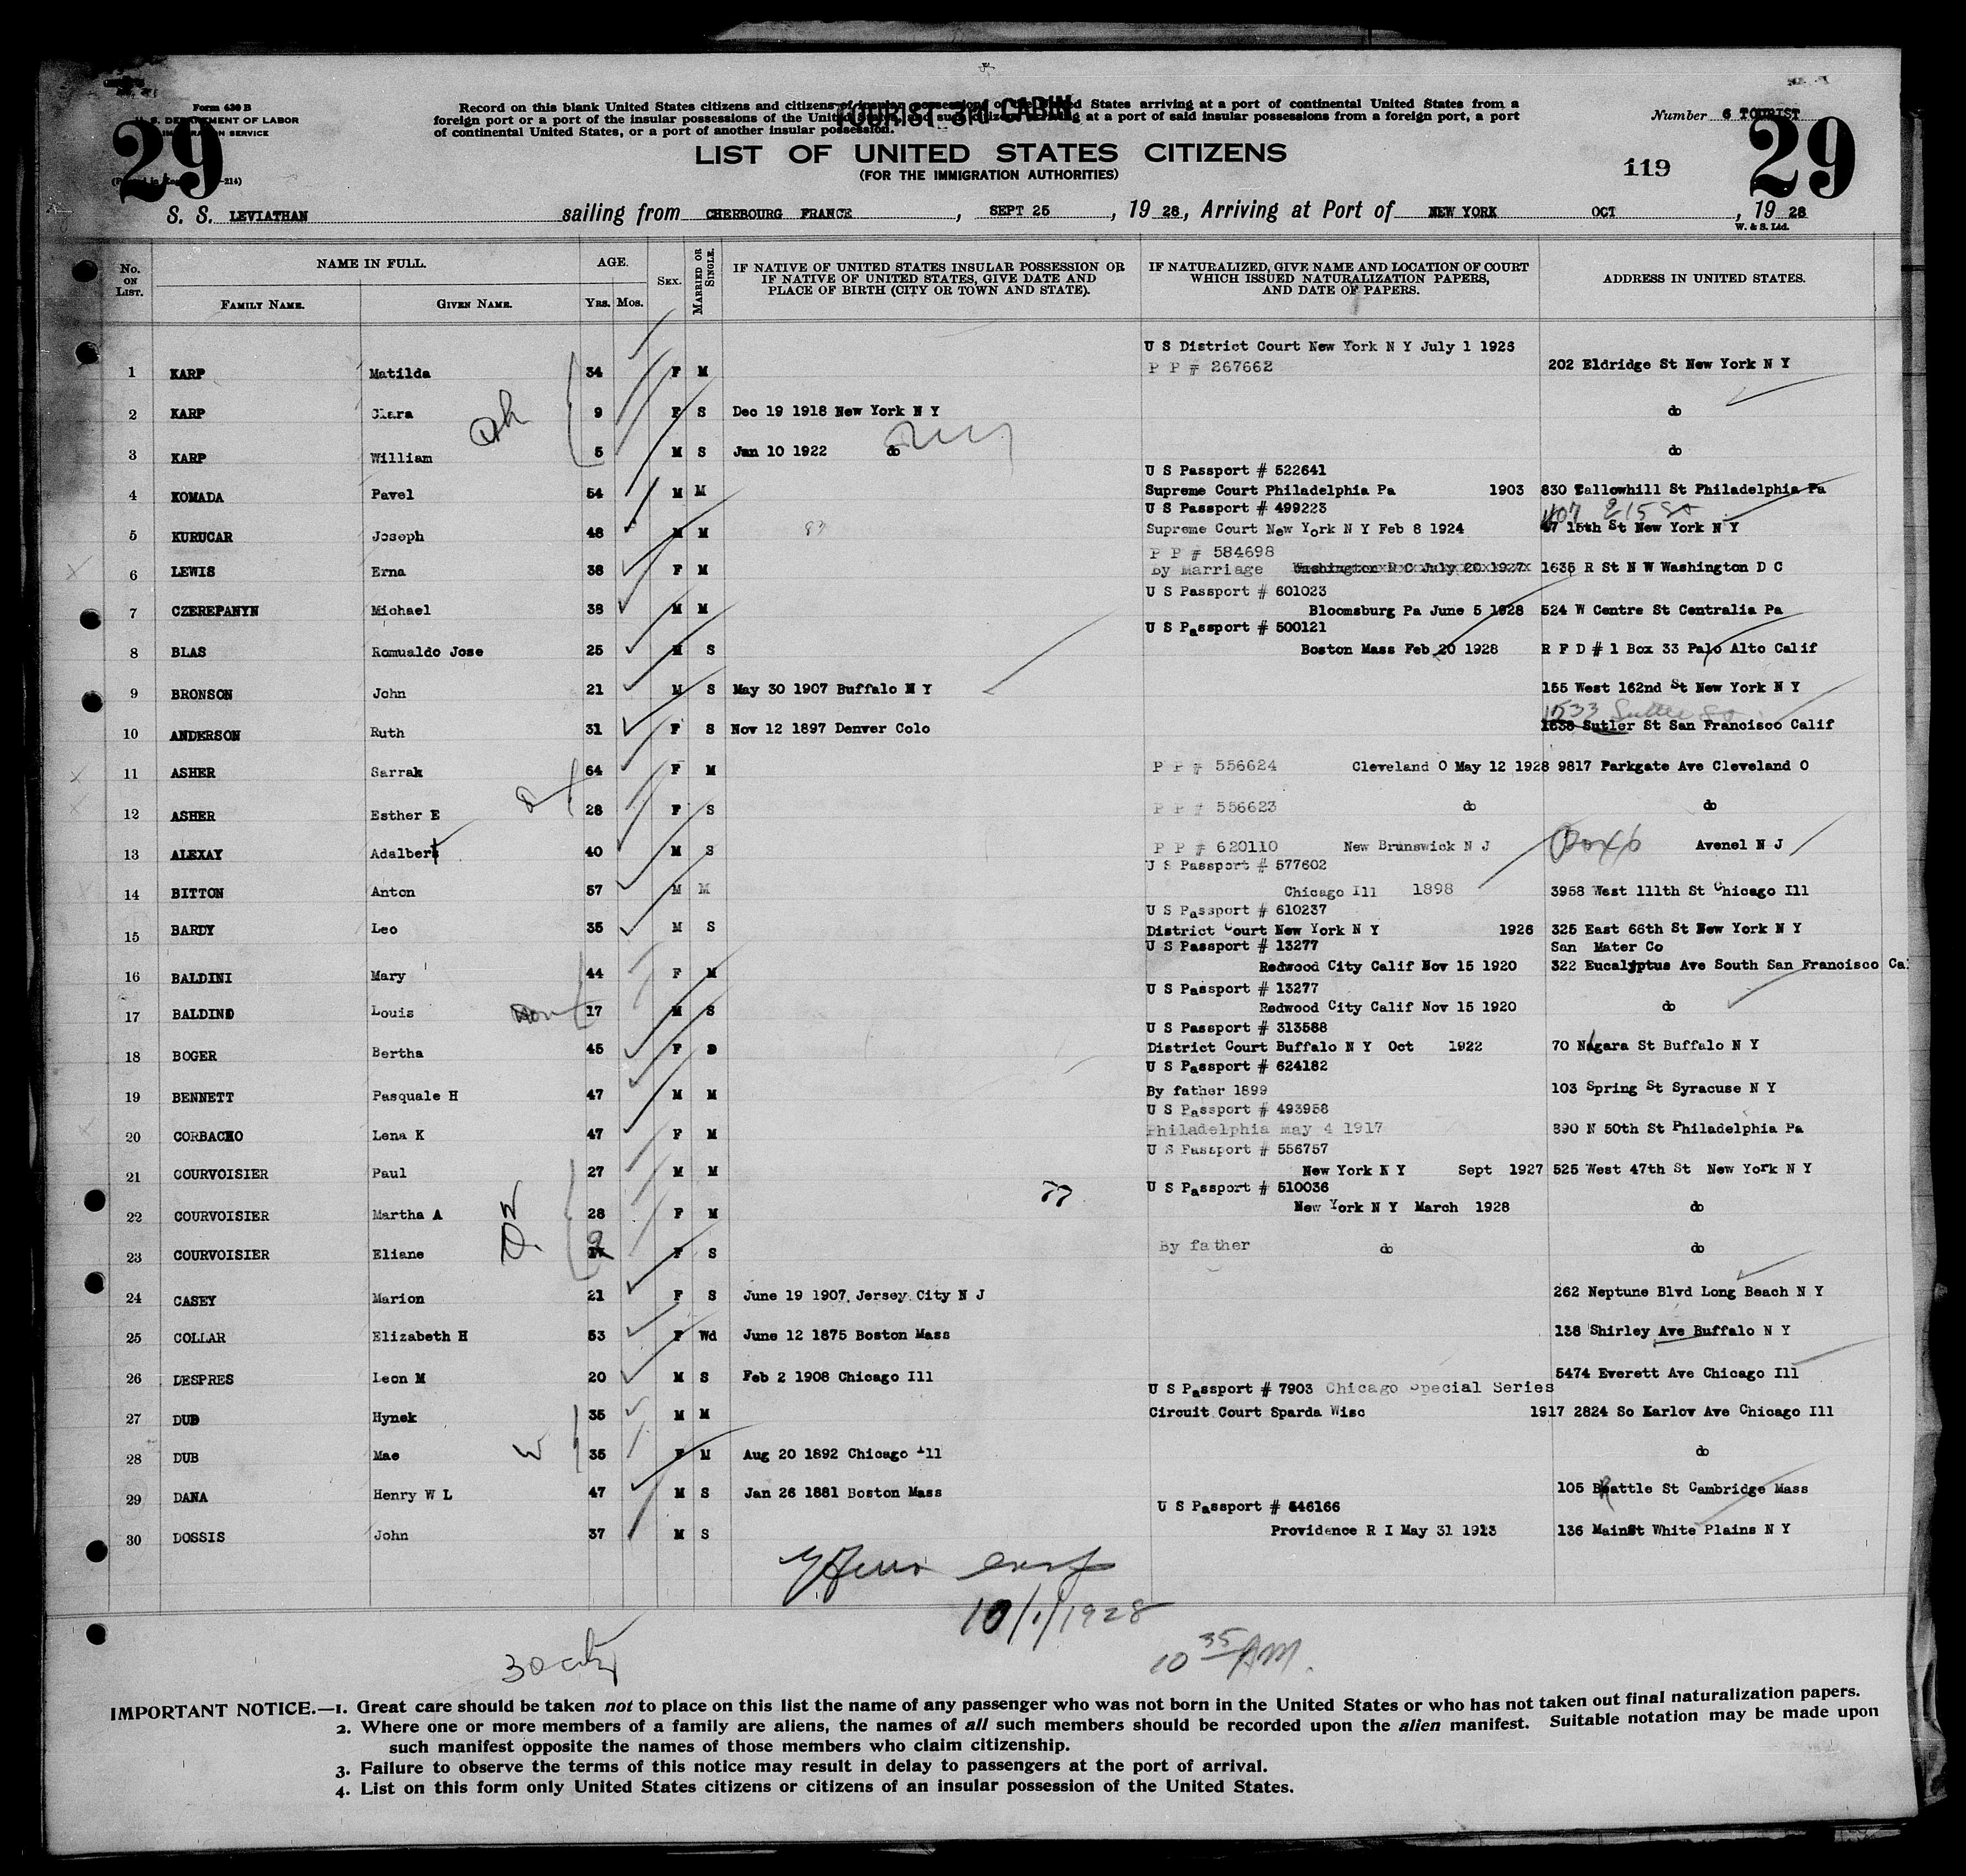 Form 630 B
U. S. DEPARTMENT OF LABOR
IMMIGRATION SERVICE
29
Record on this blank United States citizens and citizens of insular possessions of the United States arriving at a port of continental United States from a
foreign port or a port of the insular possessions of the United States, and such citizens arriving at a port of said insular possessions from a foreign port, a port
of continental United States, or a port of another insular possession.
TOURIST 3rd CABIN
Number 6 TOURIST
29
LIST OF UNITED STATES CITIZENS
(FOR THE IMMIGRATION AUTHORITIES)
119
S. S. LEVIATHAN sailing from CHERBOURG FRANCE, SEPT 25, 19 28, Arriving at Port of NEW YORK OCT, 19 28
W. & S. Ltd.
No. ON LIST. NAME IN FULL. FAMILY NAME. GIVEN NAME. AGE. YRS. MOS. SEX. MARRIED OR SINGLE. IF NATIVE OF UNITED STATES INSULAR POSSESSION OR IF NATIVE OF UNITED STATES, GIVE DATE AND PLACE OF BIRTH (CITY OR TOWN AND STATE). IF NATURALIZED, GIVE NAME AND LOCATION OF COURT WHICH ISSUED NATURALIZATION PAPERS, AND DATE OF PAPERS. ADDRESS IN UNITED STATES.
U S District Court New York N Y July 1 1925
1 KARP Matilda 34 F M P P # 267662 202 Eldridge St New York N Y
2 KARP Clara 9 F S Dec 19 1918 New York N Y do
3 KARP William 5 M S Jan 10 1922 do do
U S Passport # 522641
4 KOMADA Pavel 54 M M Supreme Court Philadelphia Pa 1903 830 Callowhill St Philadelphia Pa
U S Passport # 499223
407 E 15 St
5 KURUCAR Joseph 48 M M Supreme Court New York N Y Feb 8 1924 47 15th St New York N Y
P P # 584698
6 LEWIS Erna 38 F M By Marriage Washington D C July 20 1927 1635 R St N W Washington D C
U S Passport # 601023
7 CZEREPANYN Michael 38 M M Bloomsburg Pa June 5 1928 524 W Centre St Centralia Pa
U S Passport # 500121
8 BLAS Romualdo Jose 25 M S Boston Mass Feb 20 1928 R F D # 1 Box 33 Palo Alto Calif
9 BRONSON John 21 M S May 30 1907 Buffalo N Y 155 West 162nd St New York N Y
1533 Sutter St
10 ANDERSON Ruth 31 F S Nov 12 1897 Denver Colo 1638 Sutler St San Francisco Calif
11 ASHER Sarrak 64 F M P P # 556624 Cleveland O May 12 1928 9817 Parkgate Ave Cleveland O
12 ASHER Esther E 28 F S P P # 556623 do do
13 ALEXAY Adalbert 40 M S P P # 620110 New Brunswick N J Box 6 Avenel N J
U S Passport # 577602
14 BITTON Anton 57 M M Chicago Ill 1898 3958 West 111th St Chicago Ill
U S Passport # 610237
15 BARDY Leo 35 M S District Court New York N Y 1926 325 East 66th St New York N Y
U S Passport # 13277 San Mater Co
16 BALDINI Mary 44 F M Redwood City Calif Nov 15 1920 322 Eucalyptus Ave South San Francisco Cal
U S Passport # 13277
17 BALDINO Louis 17 M S Redwood City Calif Nov 15 1920 do
U S Passport # 313588
18 BOGER Bertha 45 F D District Court Buffalo N Y Oct 1922 70 Niagara St Buffalo N Y
U S Passport # 624182
19 BENNETT Pasquale H 47 M M By father 1899 103 Spring St Syracuse N Y
U S Passport # 493958
20 CORBACHO Lena K 47 F M Philadelphia may 4 1917 890 N 50th St Philadelphia Pa
U S Passport # 556757
21 COURVOISIER Paul 27 M M New York N Y Sept 1927 525 West 47th St New York N Y
U S Passport # 510036
22 COURVOISIER Martha A 28 F M New York N Y March 1928 do
23 COURVOISIER Eliane 9 F S By father do do
24 CASEY Marion 21 F S June 19 1907 Jersey City N J 262 Neptune Blvd Long Beach N Y
25 COLLAR Elizabeth H 53 F Wd June 12 1875 Boston Mass 138 Shirley Ave Buffalo N Y
26 DESPRES Leon M 20 M S Feb 2 1908 Chicago Ill 5474 Everett Ave Chicago Ill
U S Passport # 7903 Chicago Special Series
27 DUB Hynek 35 M M Circuit Court Sparda Wisc 1917 2824 So Karlov Ave Chicago Ill
28 DUB Mae 35 F M Aug 20 1892 Chicago Ill do
29 DANA Henry W L 47 M S Jan 26 1881 Boston Mass 105 Brattle St Cambridge Mass
U S Passport # 546166
30 DOSSIS John 37 M S Providence R I May 31 1913 136 MainSt White Plains N Y
10/1/1928
10 35 AM.
IMPORTANT NOTICE.—1. Great care should be taken not to place on this list the name of any passenger who was not born in the United States or who has not taken out final naturalization papers.
2. Where one or more members of a family are aliens, the names of all such members should be recorded upon the alien manifest. Suitable notation may be made upon
such manifest opposite the names of those members who claim citizenship.
3. Failure to observe the terms of this notice may result in delay to passengers at the port of arrival.
4. List on this form only United States citizens or citizens of an insular possession of the United States.